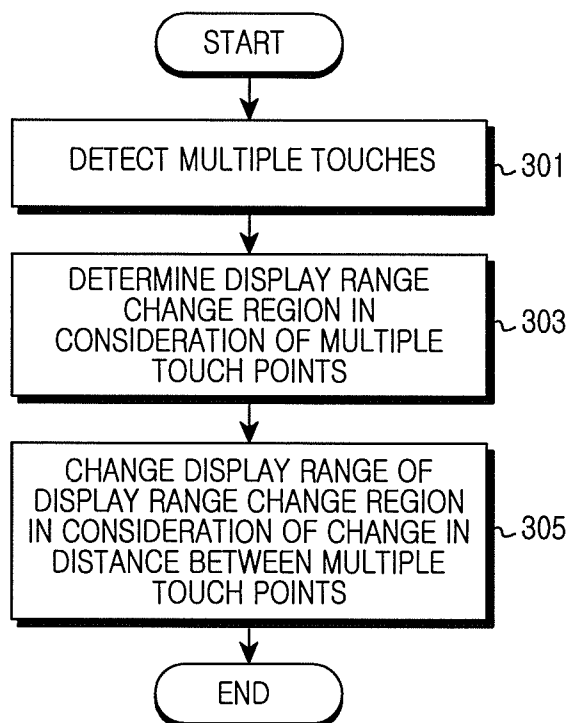 START
DETECT MULTIPLE TOUCHES
301
DETERMINE DISPLAY RANGE
CHANGE REGION IN
CONSIDERATION OF MULTIPLE
TOUCH POINTS
303
CHANGE DISPLAY RANGE OF
DISPLAY RANGE CHANGE REGION
IN CONSIDERATION OF CHANGE IN
DISTANCE BETWEEN MULTIPLE
TOUCH POINTS
305
END